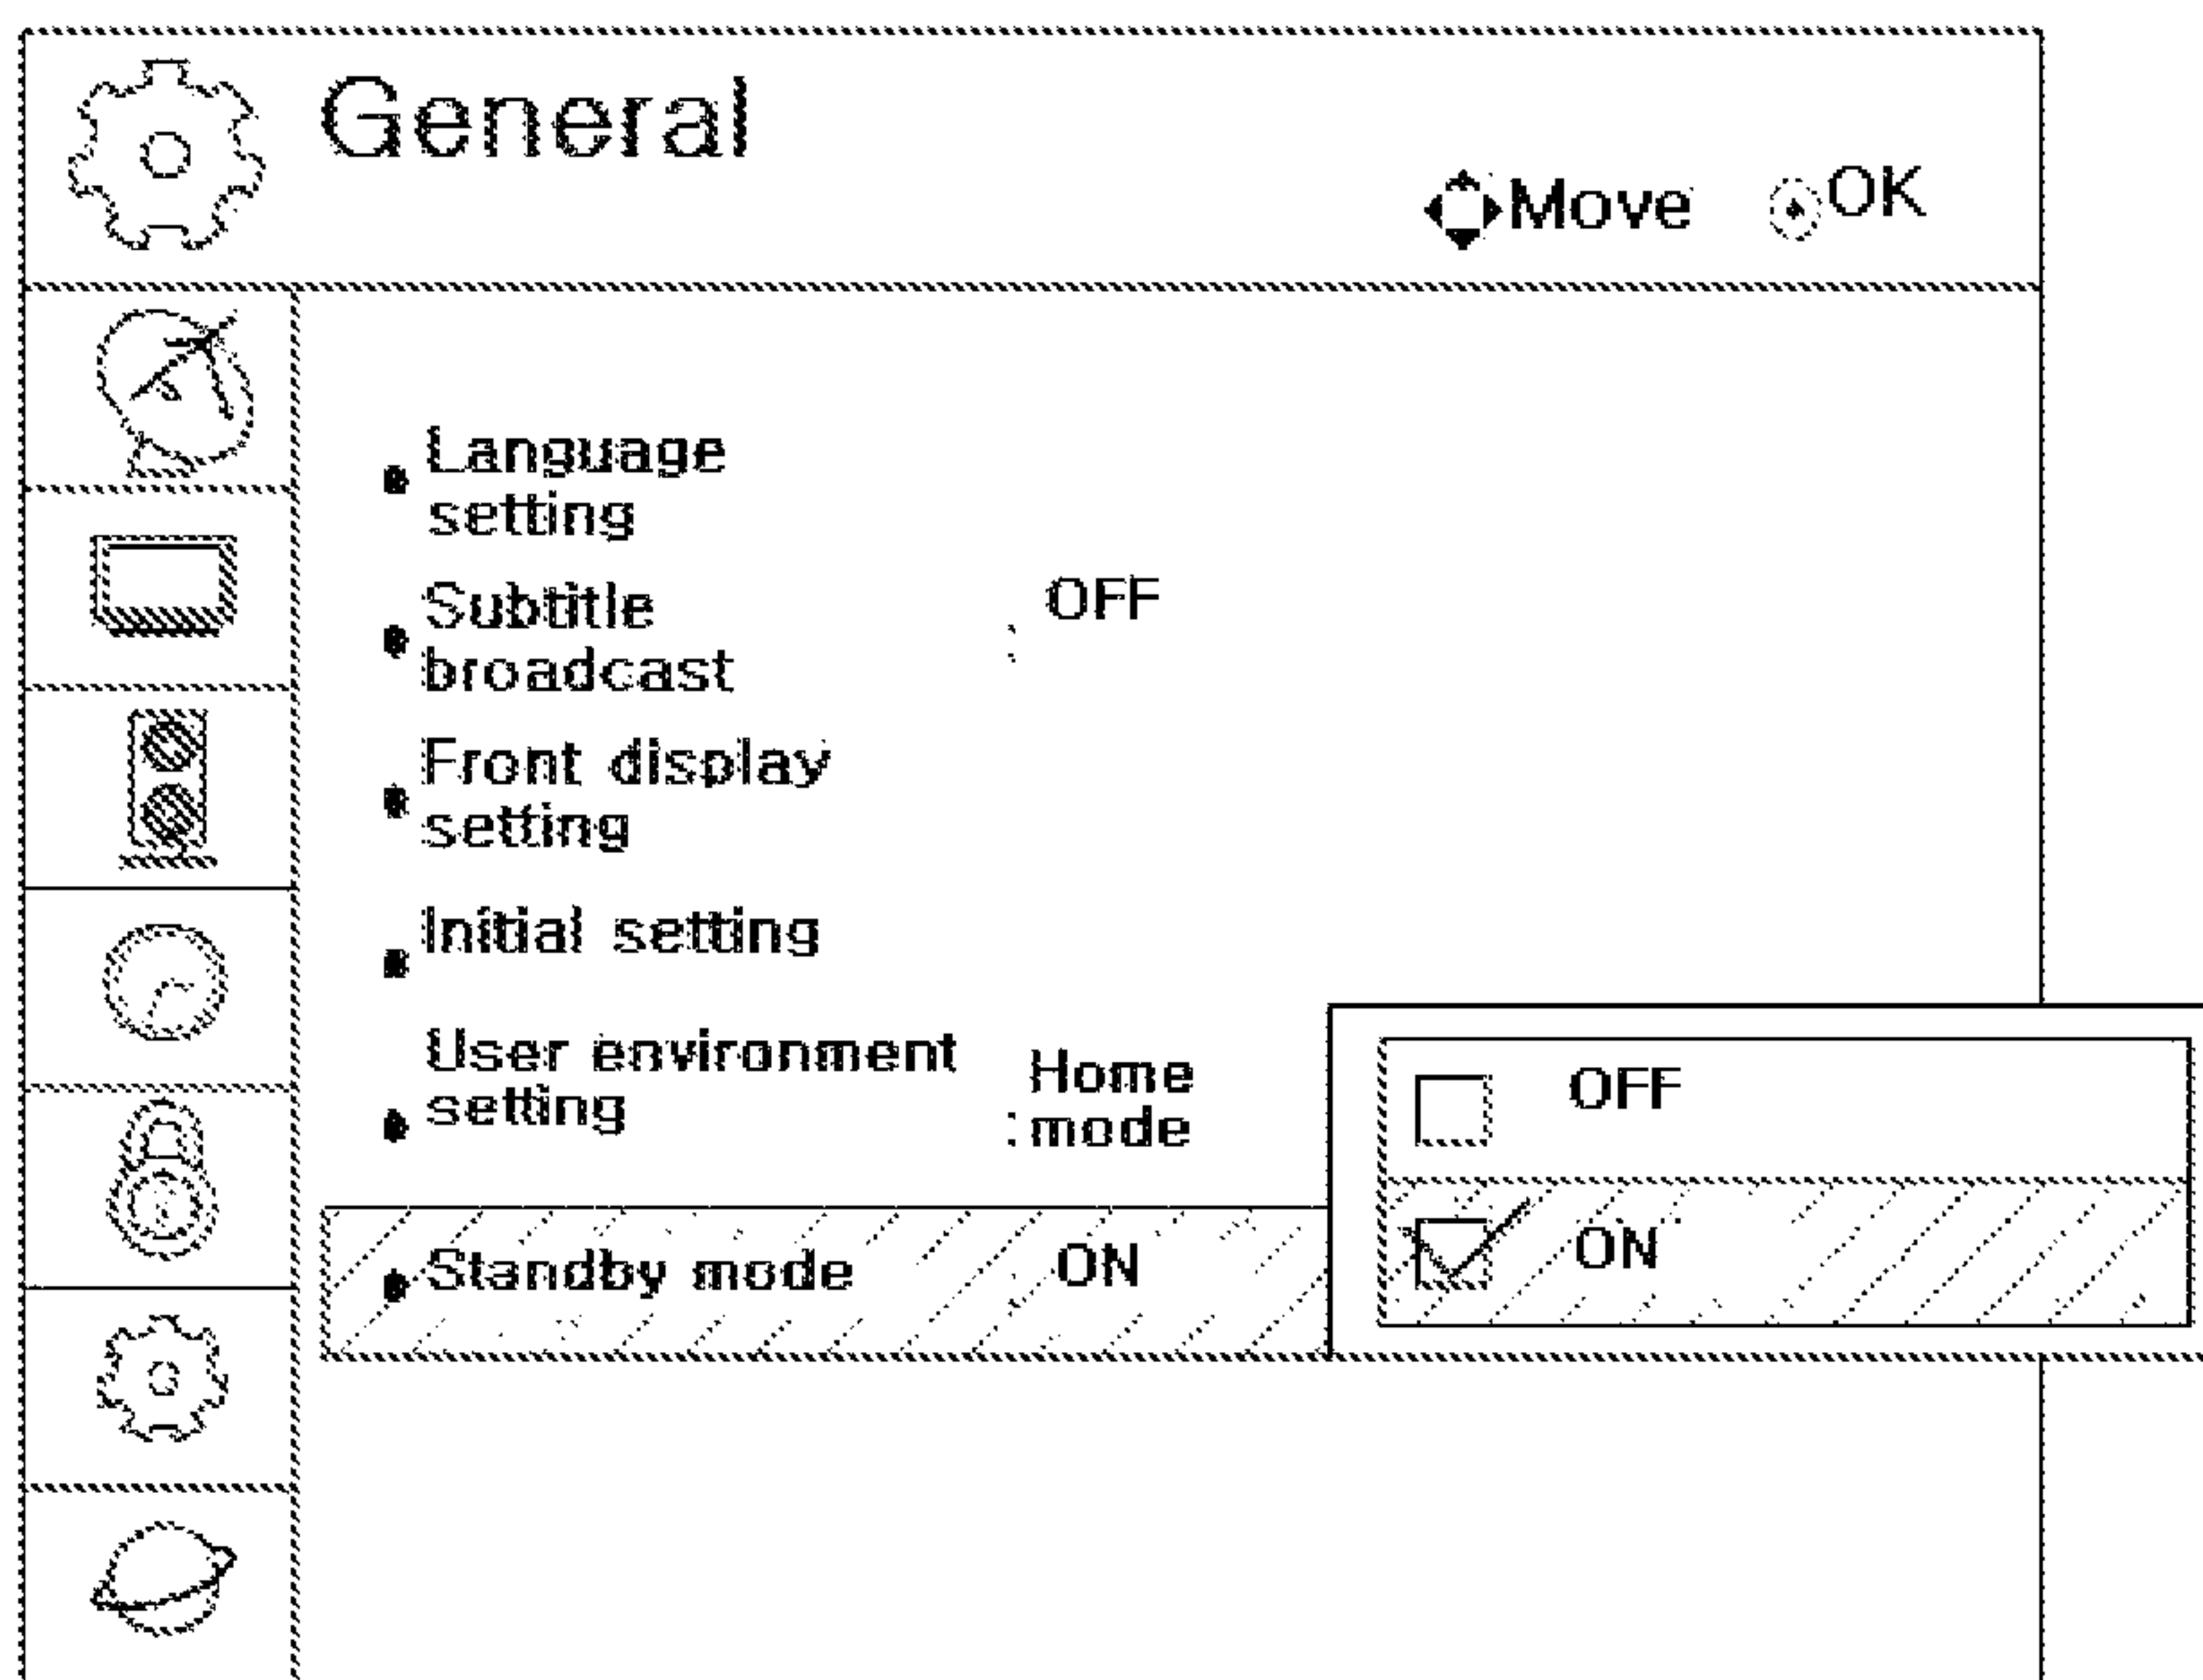 General
Move OK
Language
setting
Subtitle
broadcast
: OFF
Front display
setting
Initial setting
User environment
setting
: Home
mode
Standby mode : ON
OFF
ON